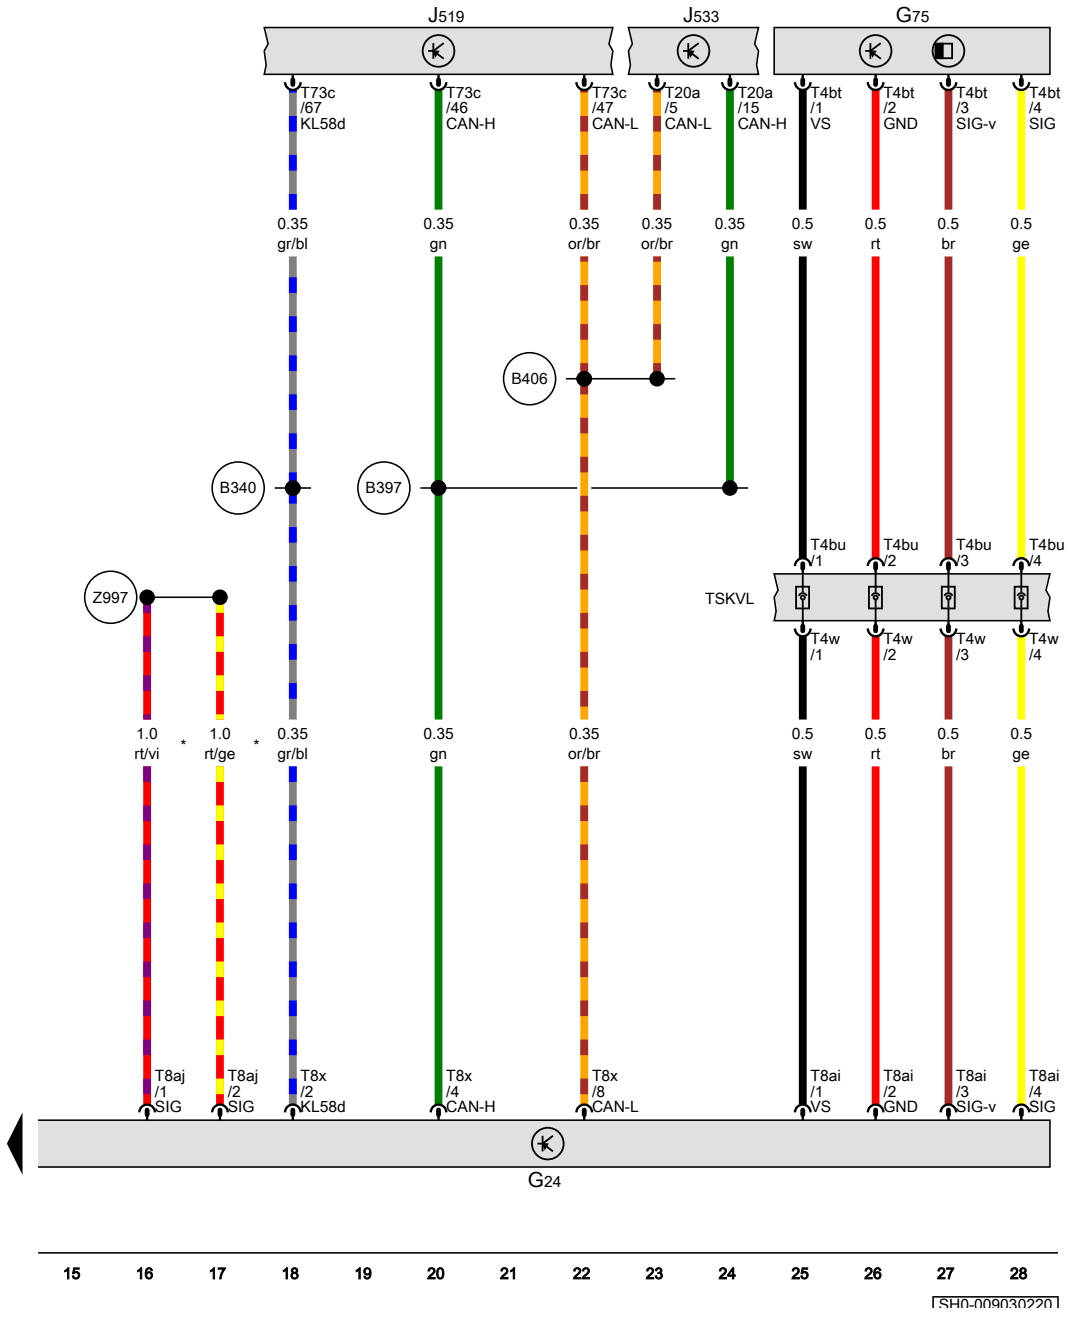 J519 J533 G75
T73c T73c T73c T20a T20a T4bt T4bt T4bt T4bt
/67 /46 /47 /5 /15 /1 /2 /3 /4
KL58d CAN-H CAN-L CAN-L CAN-H VS GND SIG-v SIG
0.35 0.35 0.35 0.35 0.35 0.5 0.5 0.5 0.5
gr/bl gn or/br or/br gn sw rt br ge
B406
B340 B397
T4bu T4bu T4bu T4bu
/1 /2 /3 /4
Z997 TSKVL
T4w T4w T4w T4w
/1 /2 /3 /4
1.0 * 1.0 * 0.35 0.35 0.35 0.5 0.5 0.5 0.5
rt/vi rt/ge gr/bl gn or/br sw rt br ge
T8aj T8aj T8x T8x T8x T8ai T8ai T8ai T8ai
/1 /2 /2 /4 /8 /1 /2 /3 /4
SIG SIG KL58d CAN-H CAN-L VS GND SIG-v SIG
G24
15 16 17 18 19 20 21 22 23 24 25 26 27 28
SH0-009030220